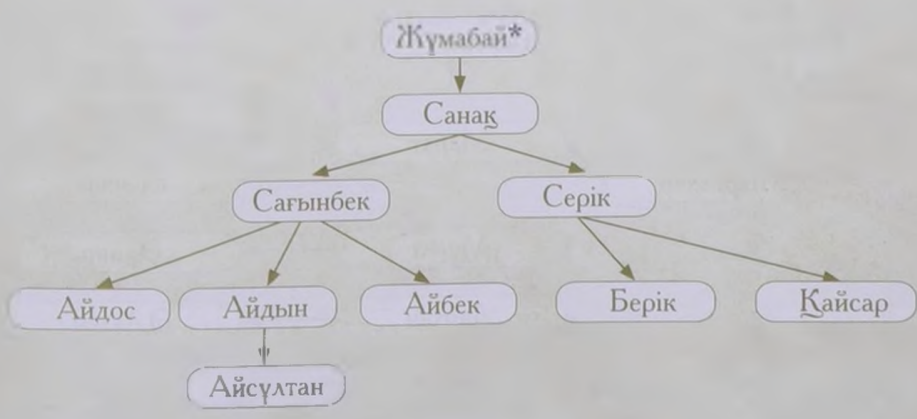 Жұмабай*
Санақ
Сағынбек
Серік
Айдос
Айдын
Айбек
Берік
Қайсар
Айсұлтан